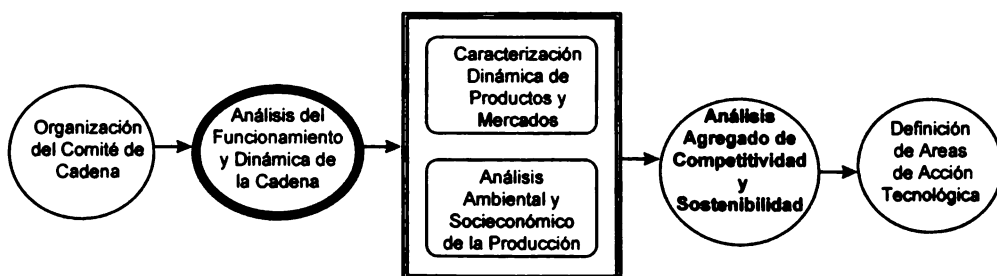 Organización
del Comité de
Cadena
Análisis del
Funcionamiento
y Dinámica de
la Cadena
Caracterización
Dinámica de
Productos y
Mercados
Análisis
Ambiental y
Socieconómico
de la Producción
Análisis
Agregado de
Competitividad
y
Sostenibilidad
Definición
de Areas
de Acción
Tecnológica